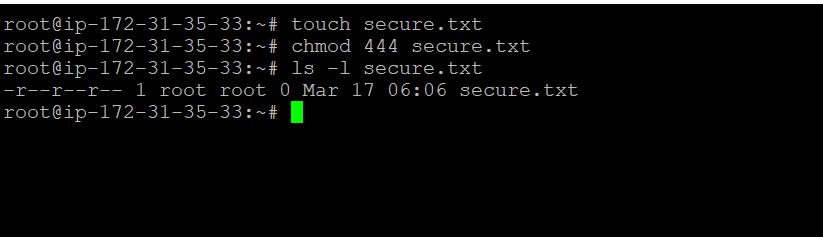 root@ip-172-31-35-33:~# touch secure.txt
root@ip-172-31-35-33:~# chmod 444 secure.txt
root@ip-172-31-35-33:~# ls -l secure.txt
-r--r--r-- 1 root root 0 Mar 17 06:06 secure.txt
root@ip-172-31-35-33:~#